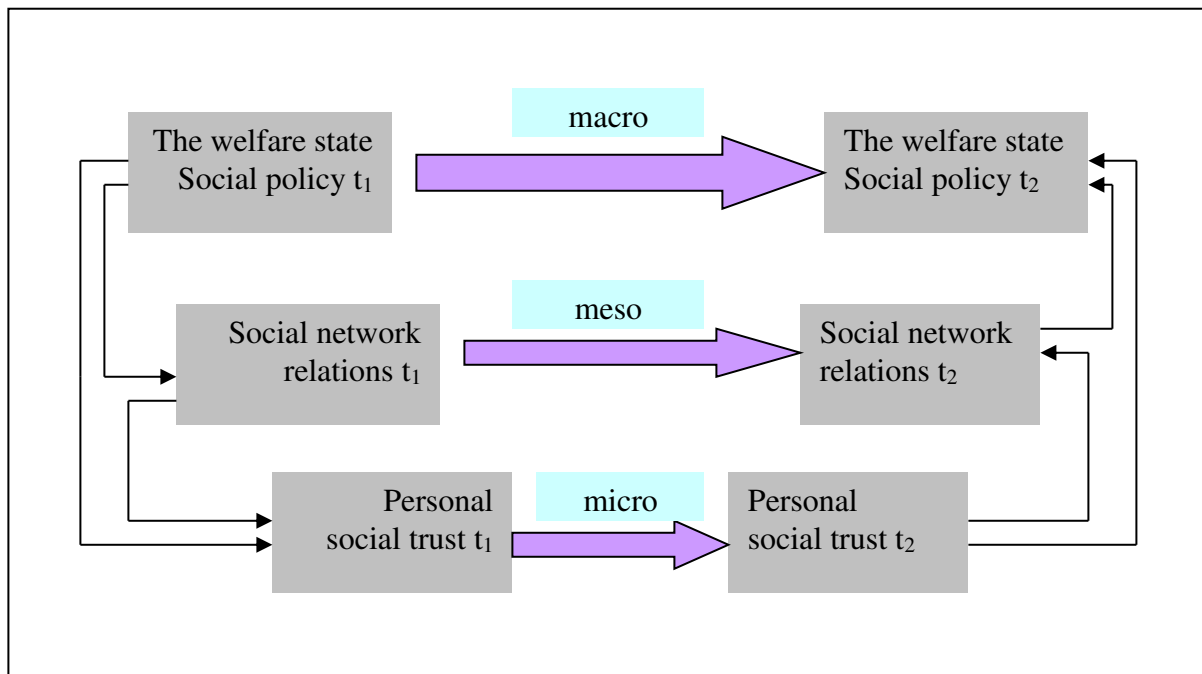 macro
The welfare state
Social policy t₁
The welfare state
Social policy t₂
meso
Social network
relations t₁
Social network
relations t₂
micro
Personal
social trust t₁
Personal
social trust t₂